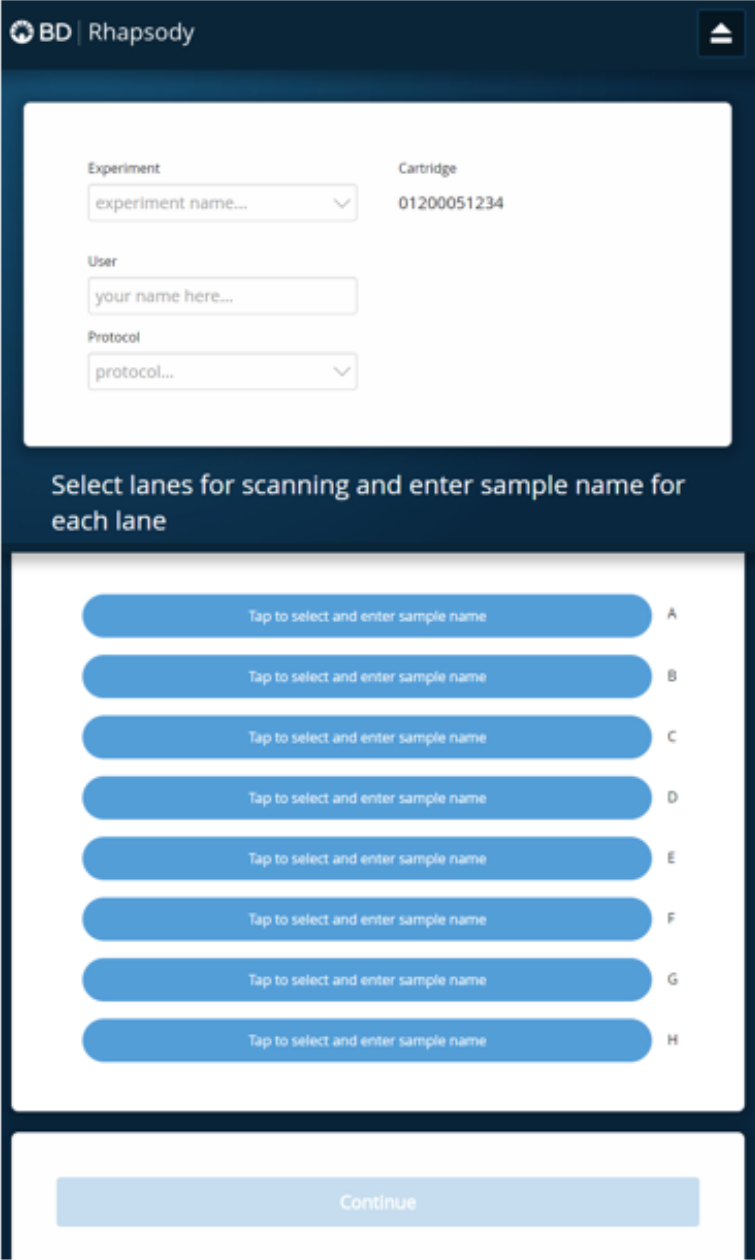 BD Rhapsody
Experiment
Cartridge
experiment name...
01200051234
User
your name here...
Protocol
protocol...
Select lanes for scanning and enter sample name for
each lane
Tap to select and enter sample name A
Tap to select and enter sample name B
Tap to select and enter sample name C
Tap to select and enter sample name D
Tap to select and enter sample name E
Tap to select and enter sample name F
Tap to select and enter sample name G
Tap to select and enter sample name H
Continue